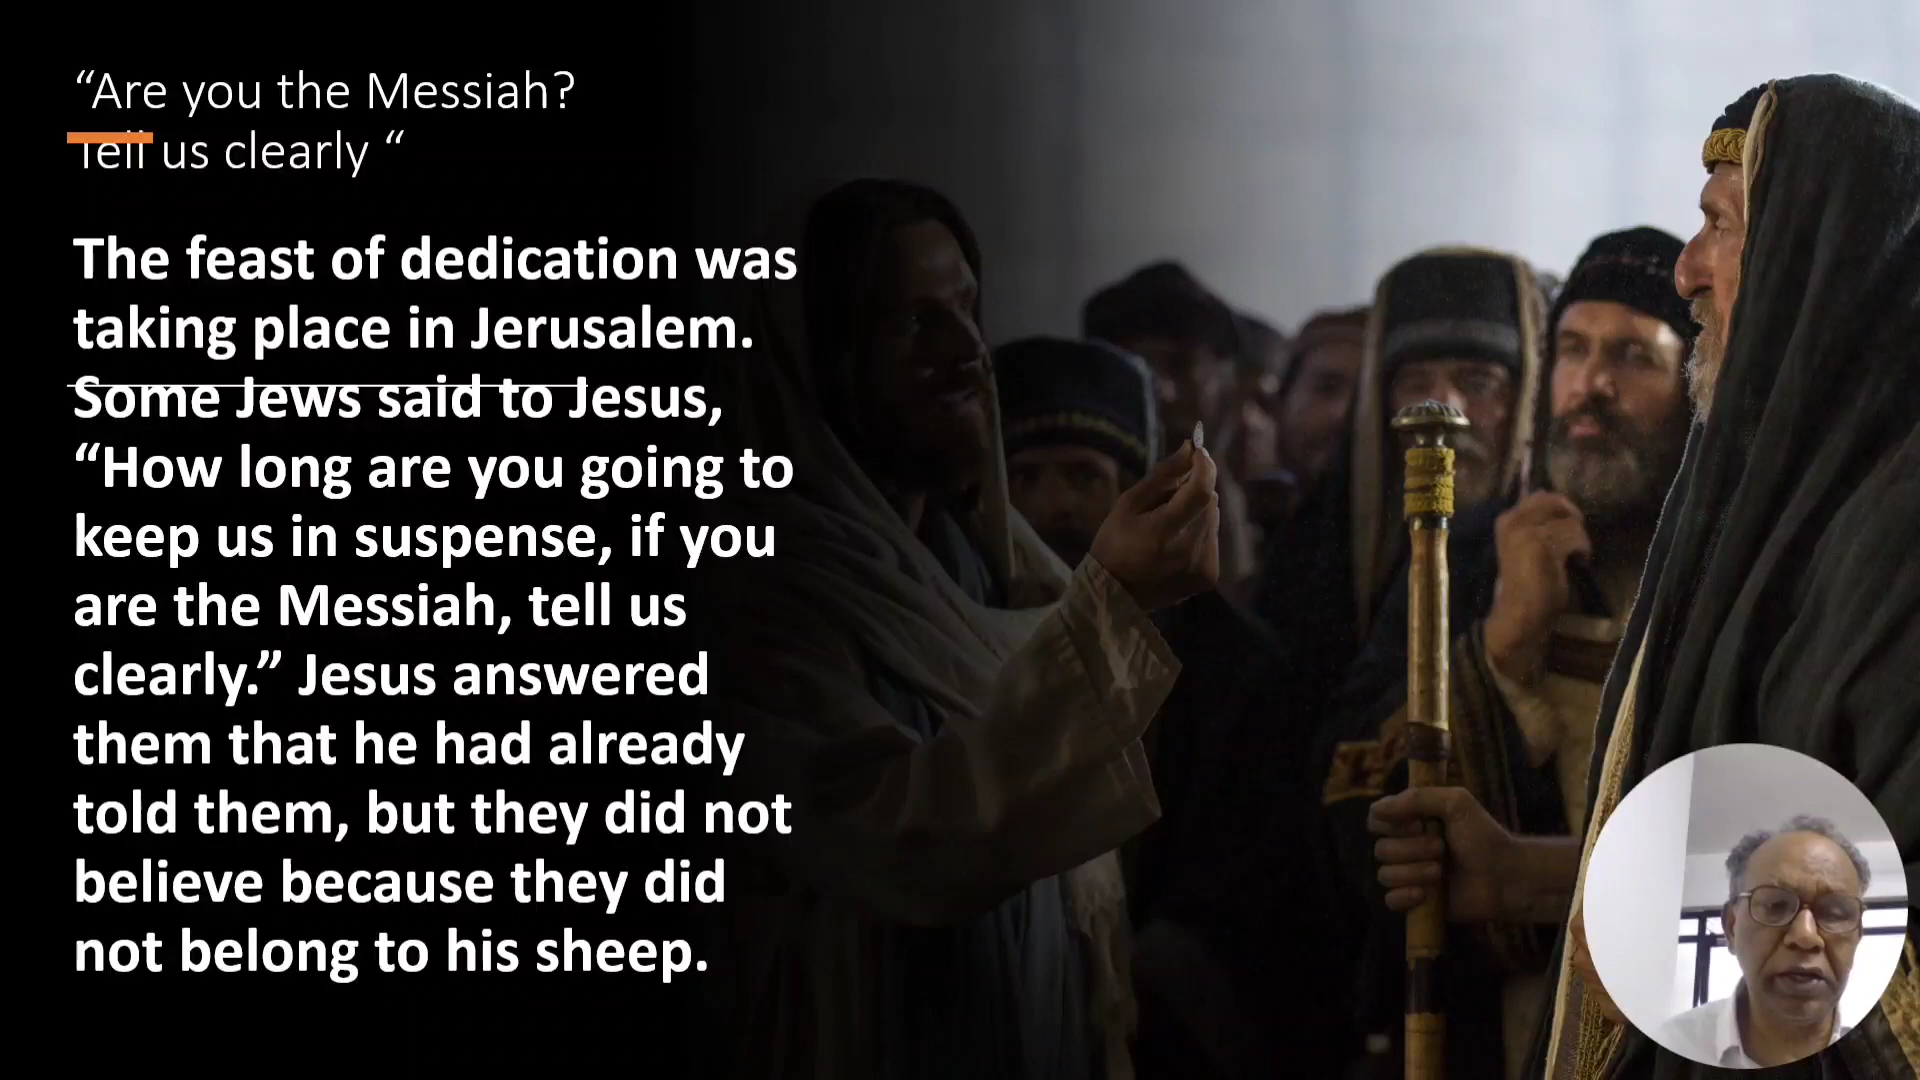 “Are you the Messiah?
Tell us clearly “
The feast of dedication was
taking place in Jerusalem.
Some Jews said to Jesus,
“How long are you going to
keep us in suspense, if you
are the Messiah, tell us
clearly.” Jesus answered
them that he had already
told them, but they did not
believe because they did
not belong to his sheep.